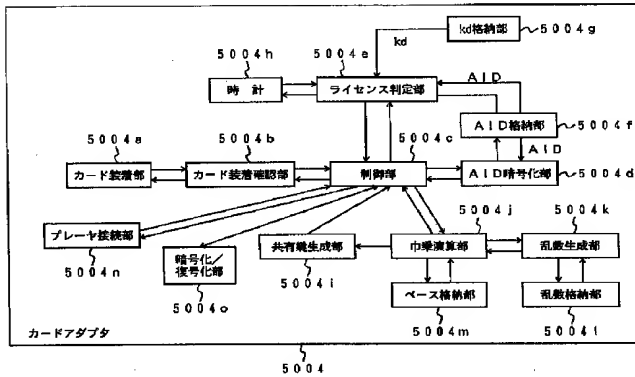 kd格納部
5004g
5004h
5004e
kd
時計
ライセンス判定部
AID
5004a
5004b
5004c
AID格納部
5004f
AID
カード装着部
カード装着確認部
制御部
AID暗号化部
5004d
5004j
5004k
プレーヤ接続部
暗号化/復号化部
共有鍵生成部
巾乗演算部
乱数生成部
5004n
5004o
5004i
ベース格納部
乱数格納部
5004m
5004l
カードアダプタ
5004